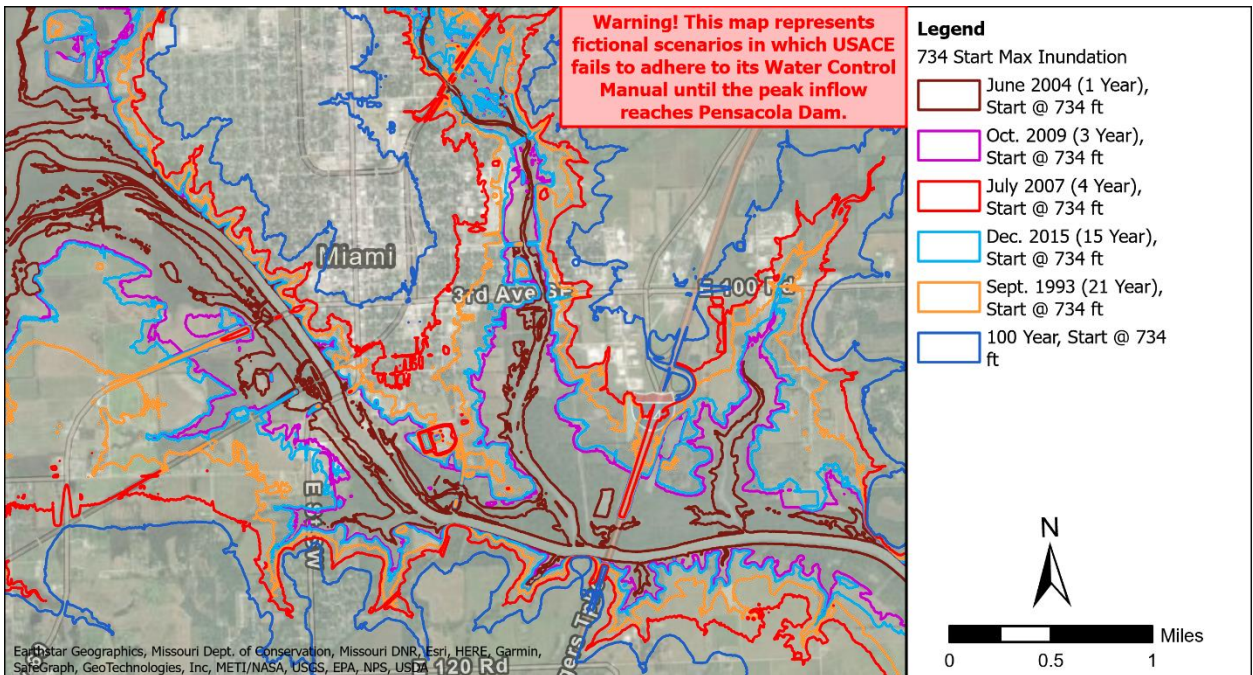 Warning! This map represents
fictional scenarios in which USACE
fails to adhere to its Water Control
Manual until the peak inflow
reaches Pensacola Dam.
Miami
3rd Ave SE
E 100 Rd
E 120 Rd
Earthstar Geographics, Missouri Dept. of Conservation, Missouri DNR, Esri, HERE, Garmin,
SafeGraph, GeoTechnologies, Inc, METI/NASA, USGS, EPA, NPS, USDA
Legend
734 Start Max Inundation
June 2004 (1 Year),
Start @ 734 ft
Oct. 2009 (3 Year),
Start @ 734 ft
July 2007 (4 Year),
Start @ 734 ft
Dec. 2015 (15 Year),
Start @ 734 ft
Sept. 1993 (21 Year),
Start @ 734 ft
100 Year, Start @ 734
ft
N
Miles
0 0.5 1